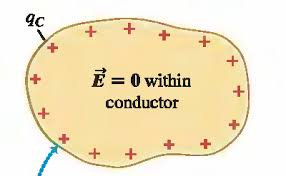 qC
+ + + + +
+
+ E⃗ = 0 within +
+ conductor +
+ + + + +